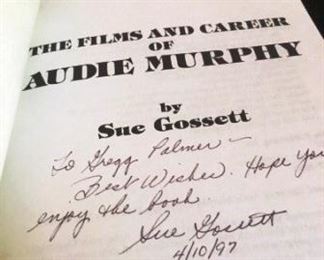 THE FILMS AND CAREER
OF
AUDIE MURPHY
by
Sue Gossett
To Gregg Palmer -
Best Wishes. Hope you
enjoy the book.
Sue Gossett
4/10/97